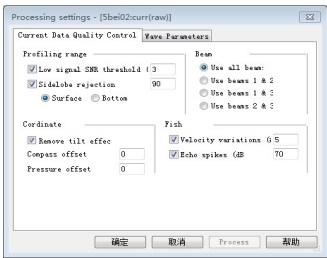 Processing settings - [5bei02:curr(raw)]
Current Data Quality Control
Wave Parameters
Profiling range
Low signal SNR threshold ( 3
Sidelobe rejection 90
Surface Bottom
Beam
Use all beam:
Use beams 1 & 2
Use beams 1 & 3
Use beams 2 & 3
Cordinate
Remove tilt effec
Compass offset 0
Pressure offset 0
Fish
Velocity variations (G 5
Echo spikes (dB 70
确定 取消 Process 帮助